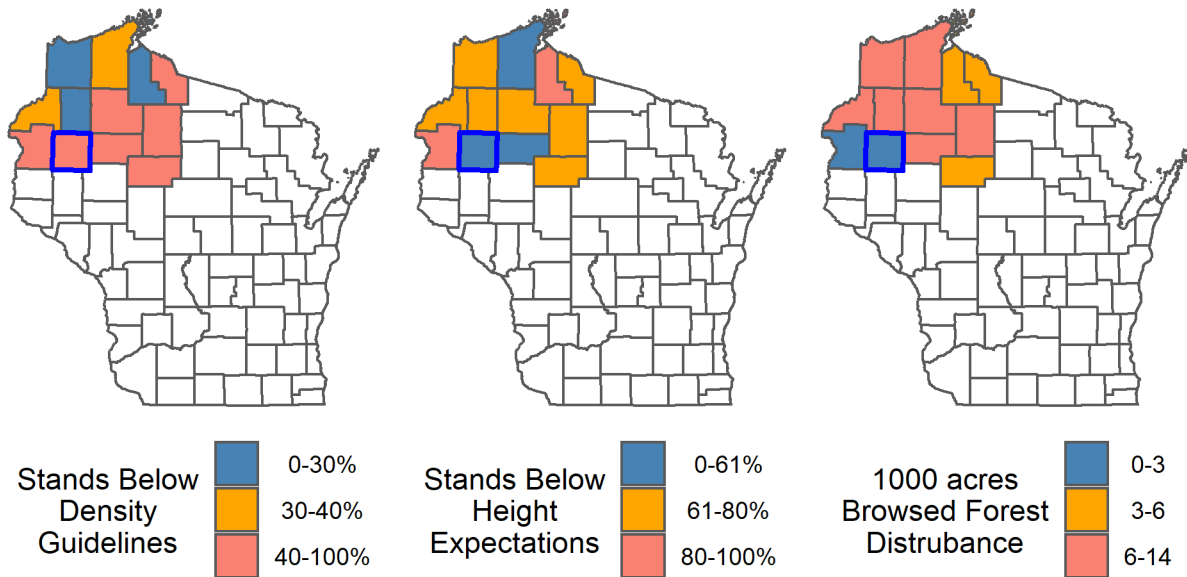 Stands Below
Density
Guidelines
0-30%
30-40%
40-100%
Stands Below
Height
Expectations
0-61%
61-80%
80-100%
1000 acres
Browsed Forest
Distrubance
0-3
3-6
6-14